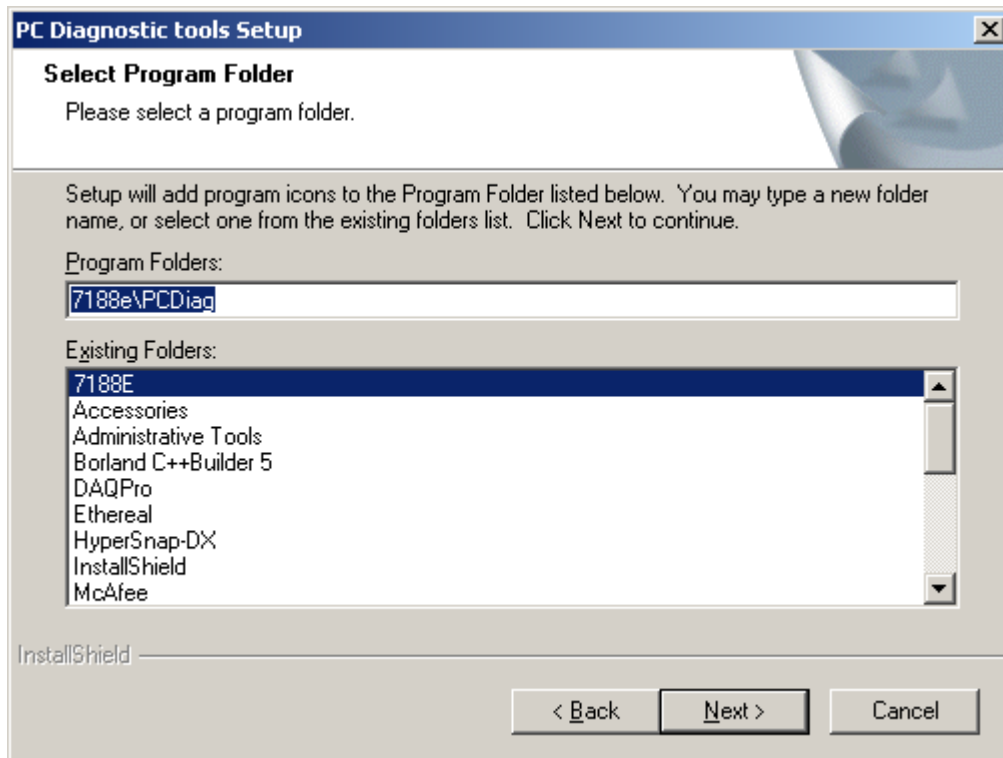 PC Diagnostic tools Setup
Select Program Folder
Please select a program folder.
Setup will add program icons to the Program Folder listed below.  You may type a new folder
name, or select one from the existing folders list.  Click Next to continue.
Program Folders:
7188e\PCDiag
Existing Folders:
7188E
Accessories
Administrative Tools
Borland C++Builder 5
DAQPro
Ethereal
HyperSnap-DX
InstallShield
McAfee
InstallShield
< Back
Next >
Cancel